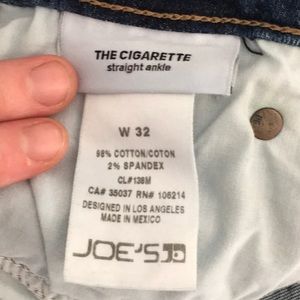 THE CIGARETTE
straight ankle
W 32
98% COTTON/COTON
2% SPANDEX
CL#138M
CA# 35037 RN# 106214
DESIGNED IN LOS ANGELES
MADE IN MEXICO
JOE'S